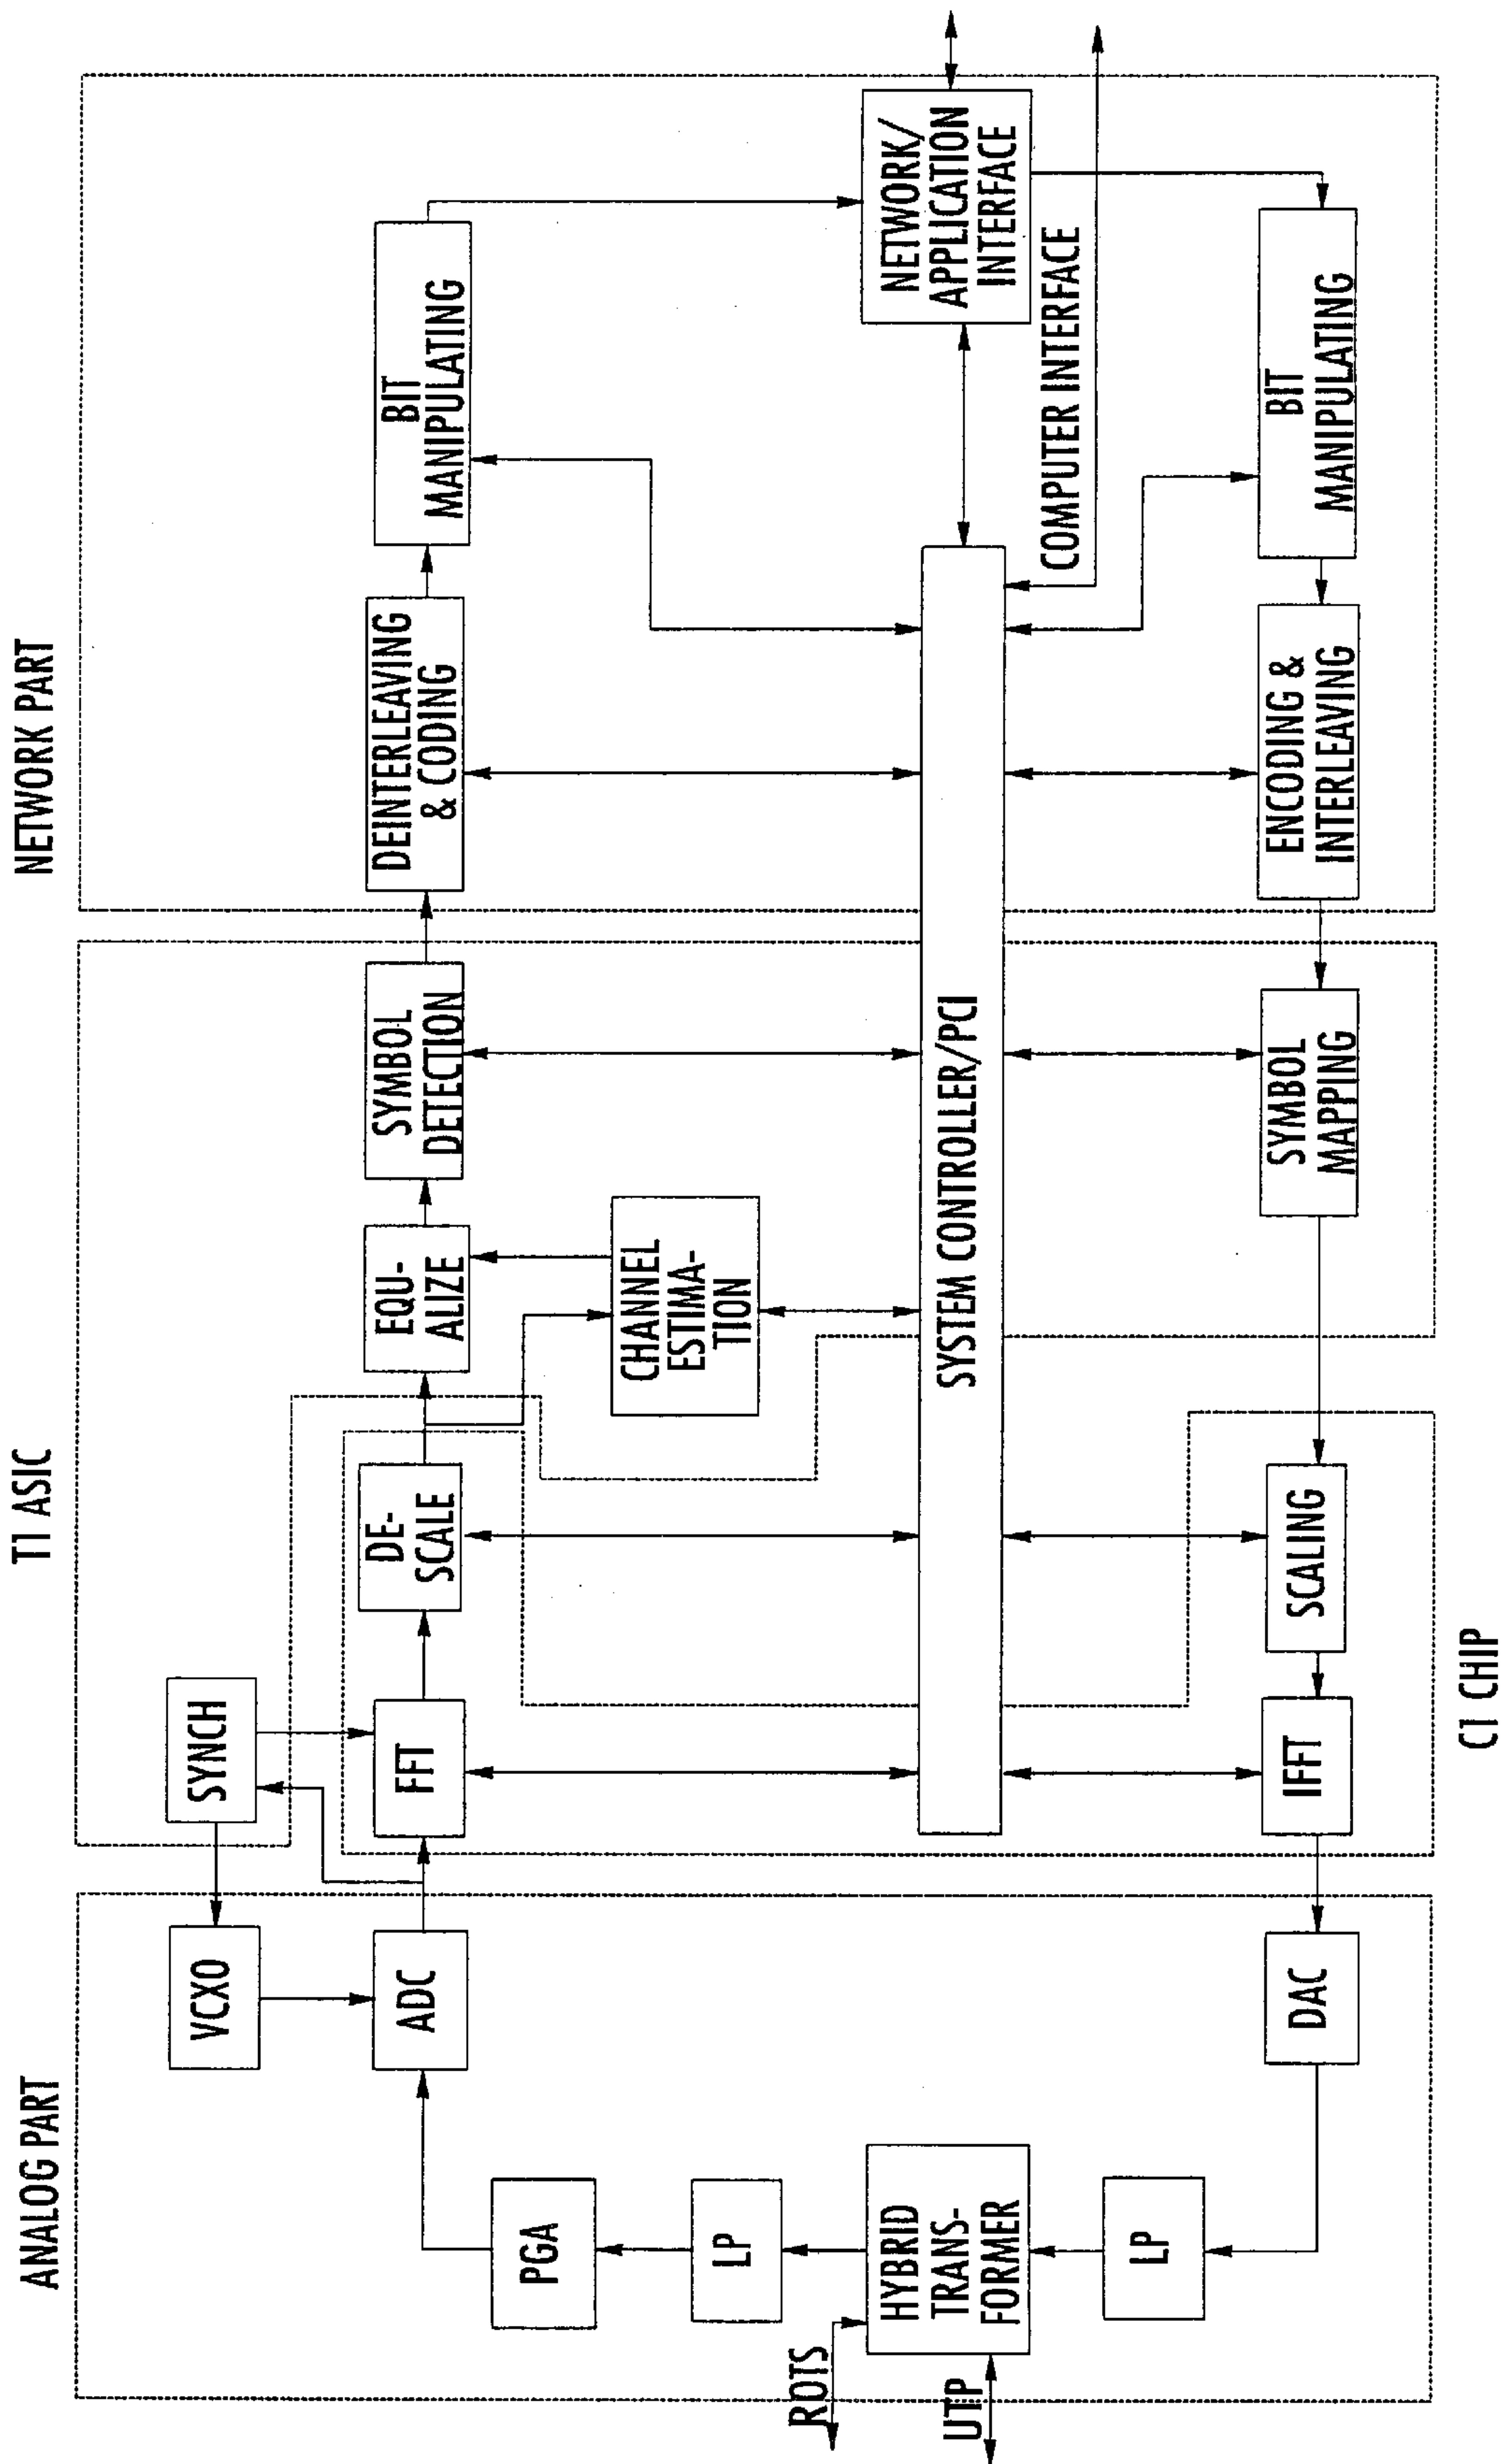 ANALOG PART
T1 ASIC
NETWORK PART
VCXO
SYNCH
ADC
FFT
DE-
SCALE
EQU-
ALIZE
SYMBOL
DETECTION
DEINTERLEAVING
& CODING
BIT
MANIPULATING
PGA
CHANNEL
ESTIMA-
TION
LP
ROTS
UTP
HYBRID
TRANS-
FORMER
SYSTEM CONTROLLER/PCI
NETWORK/
APPLICATION
INTERFACE
COMPUTER INTERFACE
LP
DAC
IFFT
SCALING
SYMBOL
MAPPING
ENCODING &
INTERLEAVING
BIT
MANIPULATING
C1 CHIP